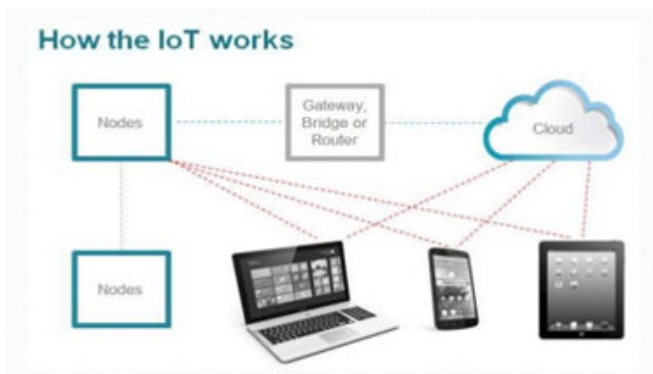 How the IoT works
Nodes
Gateway,
Bridge or
Router
Cloud
Nodes